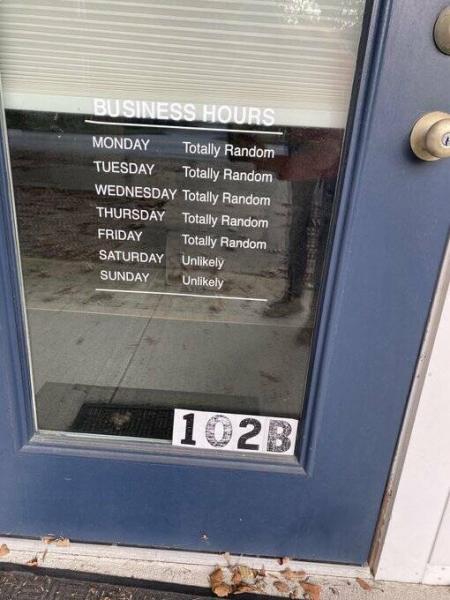 BUSINESS HOURS
MONDAY Totally Random
TUESDAY Totally Random
WEDNESDAY Totally Random
THURSDAY Totally Random
FRIDAY Totally Random
SATURDAY Unlikely
SUNDAY Unlikely
102B